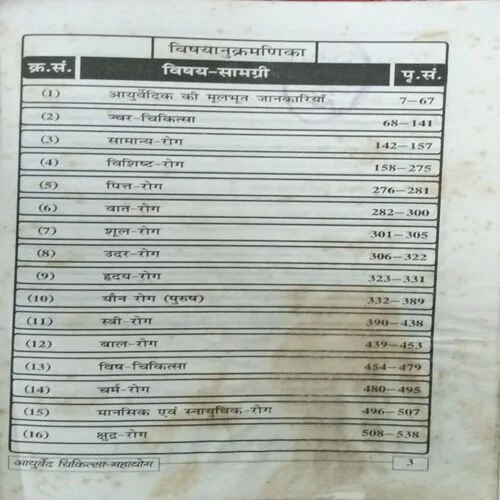 विषयानुक्रमणिका
क्र.सं. विषय-सामग्री पृ.सं.
(1) आयुर्वेदिक की मूलभूत जानकारियाँ 7–67
(2) ज्वर-चिकित्सा 68–141
(3) सामान्य-रोग 142–157
(4) विशिष्ट-रोग 158–275
(5) पित्त-रोग 276–281
(6) वात-रोग 282–300
(7) शूल-रोग 301–305
(8) उदर-रोग 306–322
(9) हृदय-रोग 323–331
(10) यौन रोग (पुरुष) 332–389
(11) स्त्री-रोग 390–438
(12) बाल-रोग 439–453
(13) विष-चिकित्सा 454–479
(14) चर्म-रोग 480–495
(15) मानसिक एवं स्नायुविक-रोग 496–507
(16) क्षुद्र-रोग 508–538
आयुर्वेद चिकित्सा-सहायोग 3